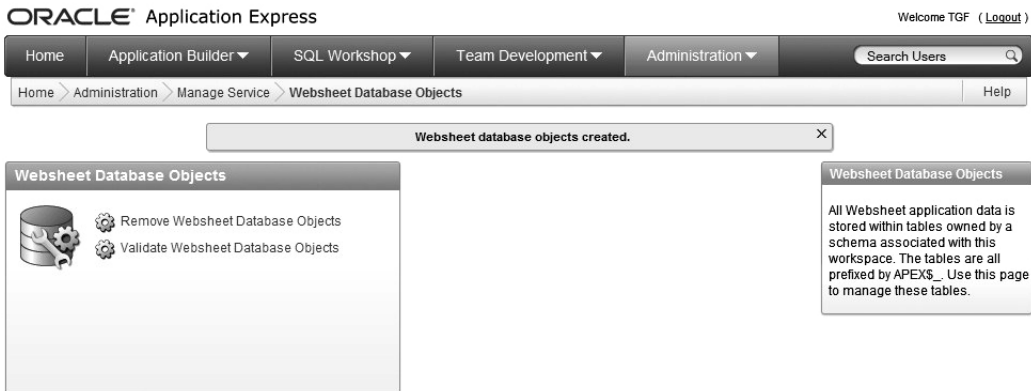 ORACLE Application Express
Welcome TGF ( Logout )
Home Application Builder SQL Workshop Team Development Administration Search Users
Home Administration Manage Service Websheet Database Objects Help
Websheet database objects created.
Websheet Database Objects
Remove Websheet Database Objects
Validate Websheet Database Objects
Websheet Database Objects
All Websheet application data is
stored within tables owned by a
schema associated with this
workspace. The tables are all
prefixed by APEX$_. Use this page
to manage these tables.